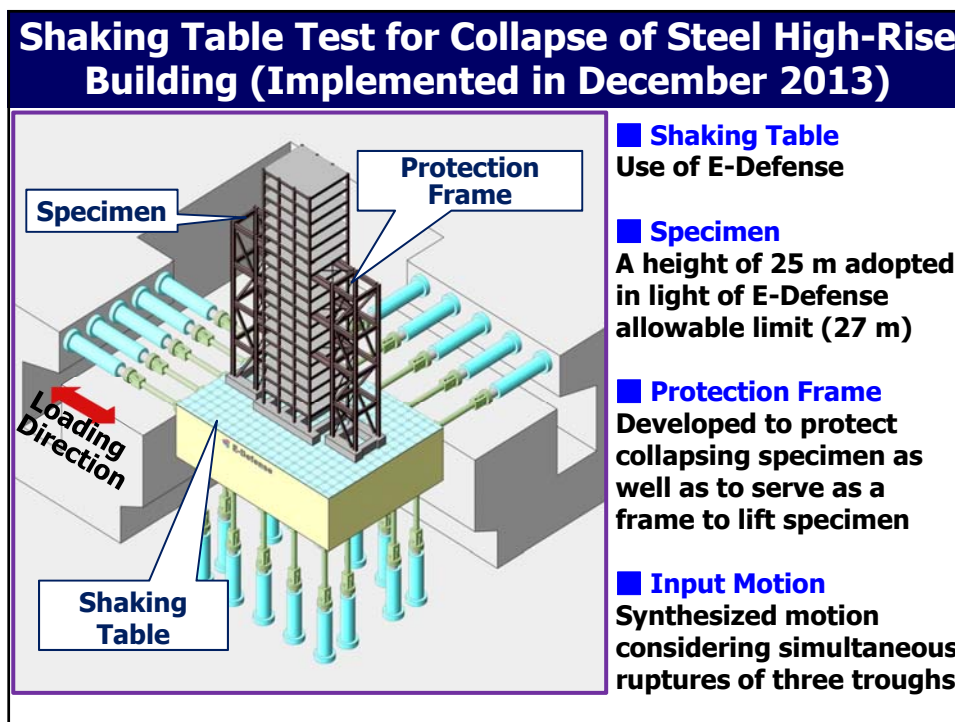 Shaking Table Test for Collapse of Steel High-Rise
Building (Implemented in December 2013)
Specimen
Protection
Frame
Loading
Direction
E-Defense
Shaking
Table
Shaking Table
Use of E-Defense
Specimen
A height of 25 m adopted
in light of E-Defense
allowable limit (27 m)
Protection Frame
Developed to protect
collapsing specimen as
well as to serve as a
frame to lift specimen
Input Motion
Synthesized motion
considering simultaneous
ruptures of three troughs